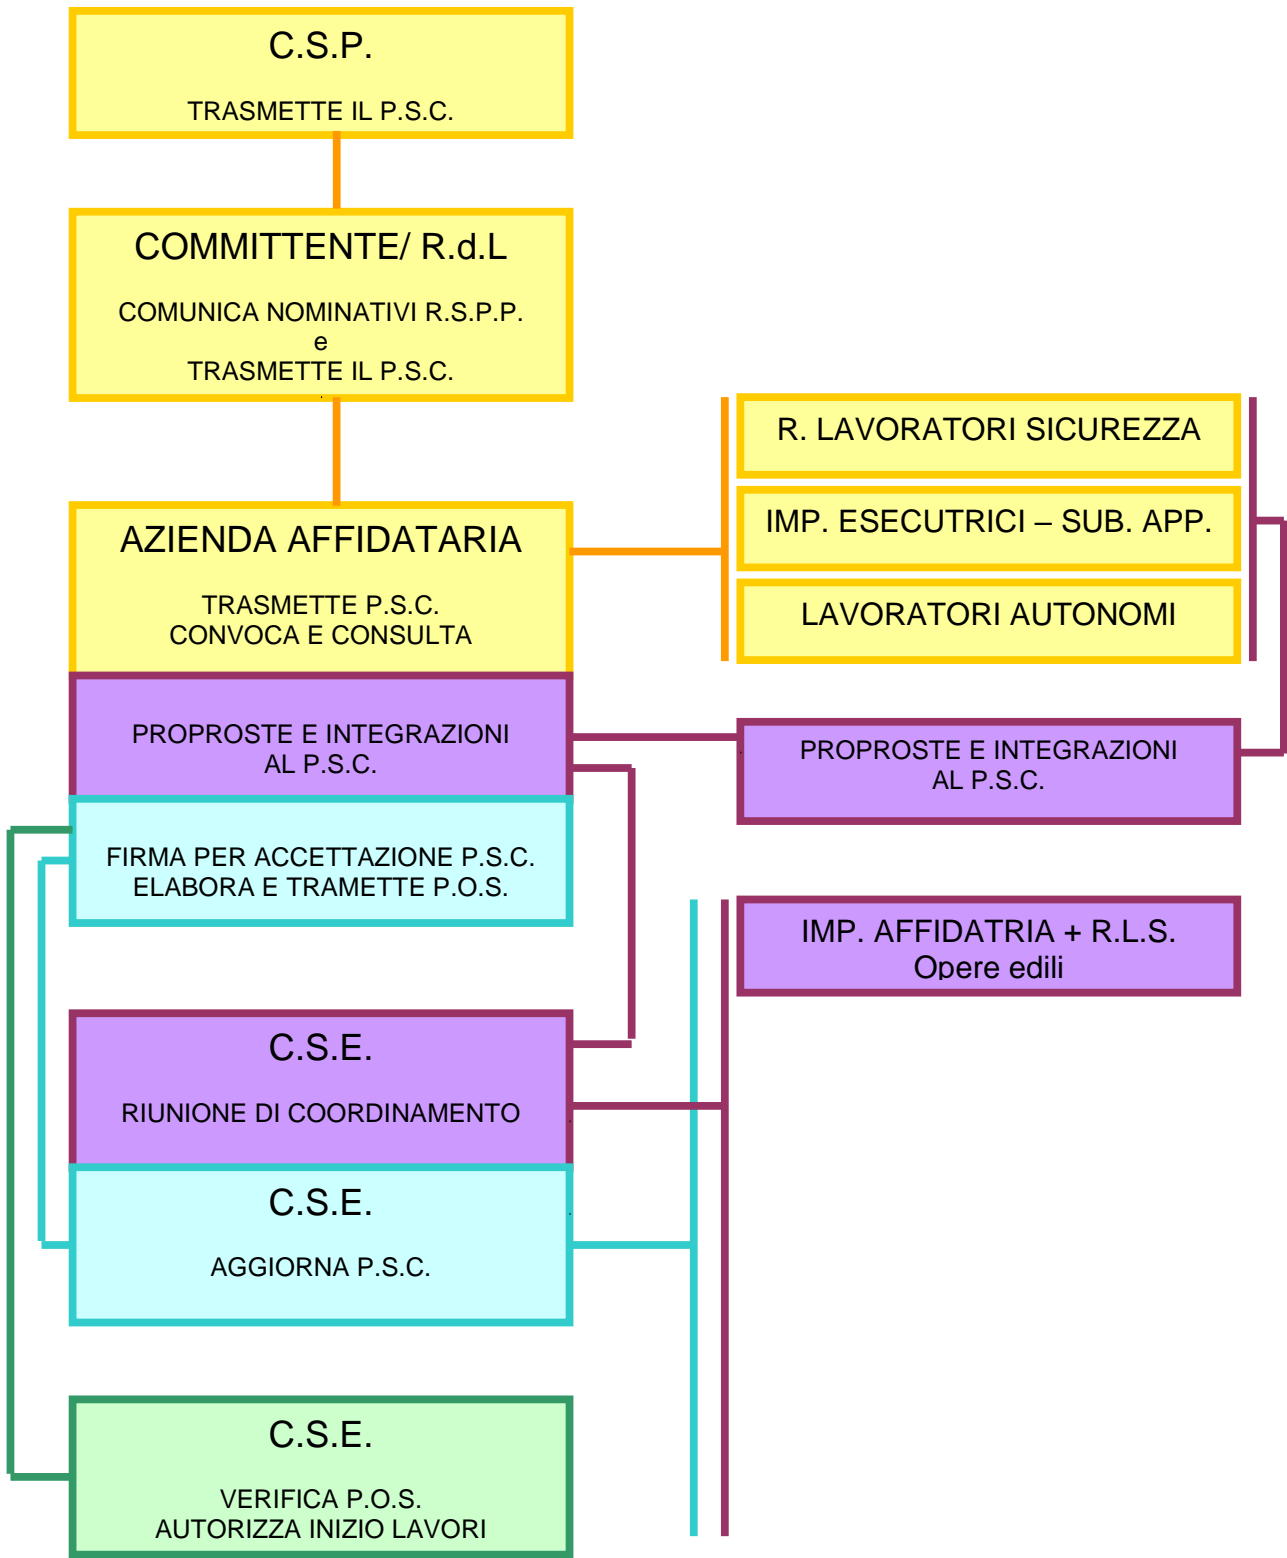 C.S.P.
TRASMETTE IL P.S.C.
COMMITTENTE/ R.d.L
COMUNICA NOMINATIVI R.S.P.P.
e
TRASMETTE IL P.S.C.
R. LAVORATORI SICUREZZA
IMP. ESECUTRICI – SUB. APP.
LAVORATORI AUTONOMI
AZIENDA AFFIDATARIA
TRASMETTE P.S.C.
CONVOCA E CONSULTA
PROPROSTE E INTEGRAZIONI
AL P.S.C.
PROPROSTE E INTEGRAZIONI
AL P.S.C.
FIRMA PER ACCETTAZIONE P.S.C.
ELABORA E TRAMETTE P.O.S.
IMP. AFFIDATRIA + R.L.S.
Opere edili
C.S.E.
RIUNIONE DI COORDINAMENTO
C.S.E.
AGGIORNA P.S.C.
C.S.E.
VERIFICA P.O.S.
AUTORIZZA INIZIO LAVORI